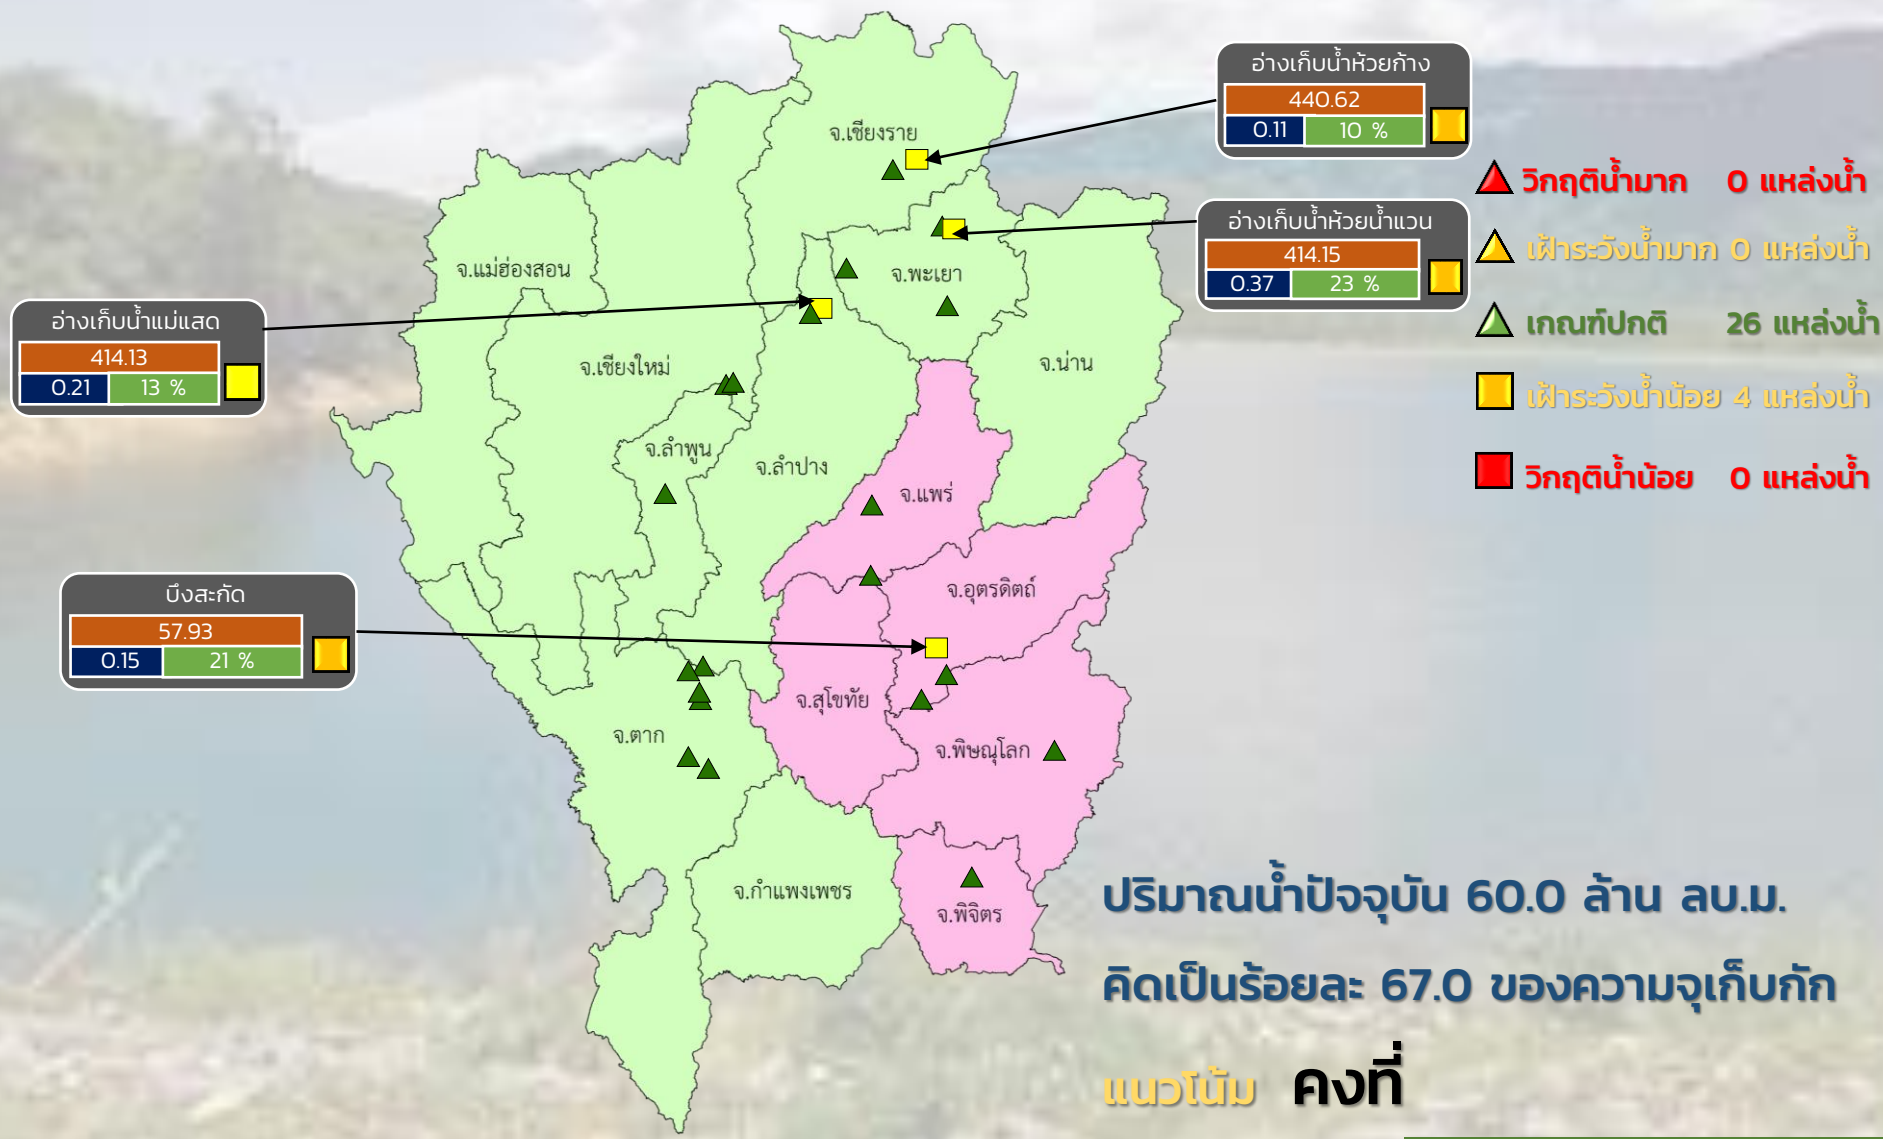 อ่างเก็บน้ำห้วยก้าง
440.62
0.11 10 %
จ.เชียงราย
วิกฤติน้ำมาก 0 แหล่งน้ำ
อ่างเก็บน้ำห้วยน้ำแวน
414.15
0.37 23 %
เฝ้าระวังน้ำมาก 0 แหล่งน้ำ
จ.แม่ฮ่องสอน
จ.พะเยา
อ่างเก็บน้ำแม่แสด
414.13
0.21 13 %
เกณฑ์ปกติ 26 แหล่งน้ำ
จ.เชียงใหม่
จ.น่าน
เฝ้าระวังน้ำน้อย 4 แหล่งน้ำ
จ.ลำพูน
จ.ลำปาง
วิกฤติน้ำน้อย 0 แหล่งน้ำ
จ.แพร่
บึงสะกัด
57.93
0.15 21 %
จ.อุตรดิตถ์
จ.สุโขทัย
จ.ตาก
จ.พิษณุโลก
จ.กำแพงเพชร
จ.พิจิตร
ปริมาณน้ำปัจจุบัน 60.0 ล้าน ลบ.ม.
คิดเป็นร้อยละ 67.0 ของความจุเก็บกัก
แนวโน้ม คงที่